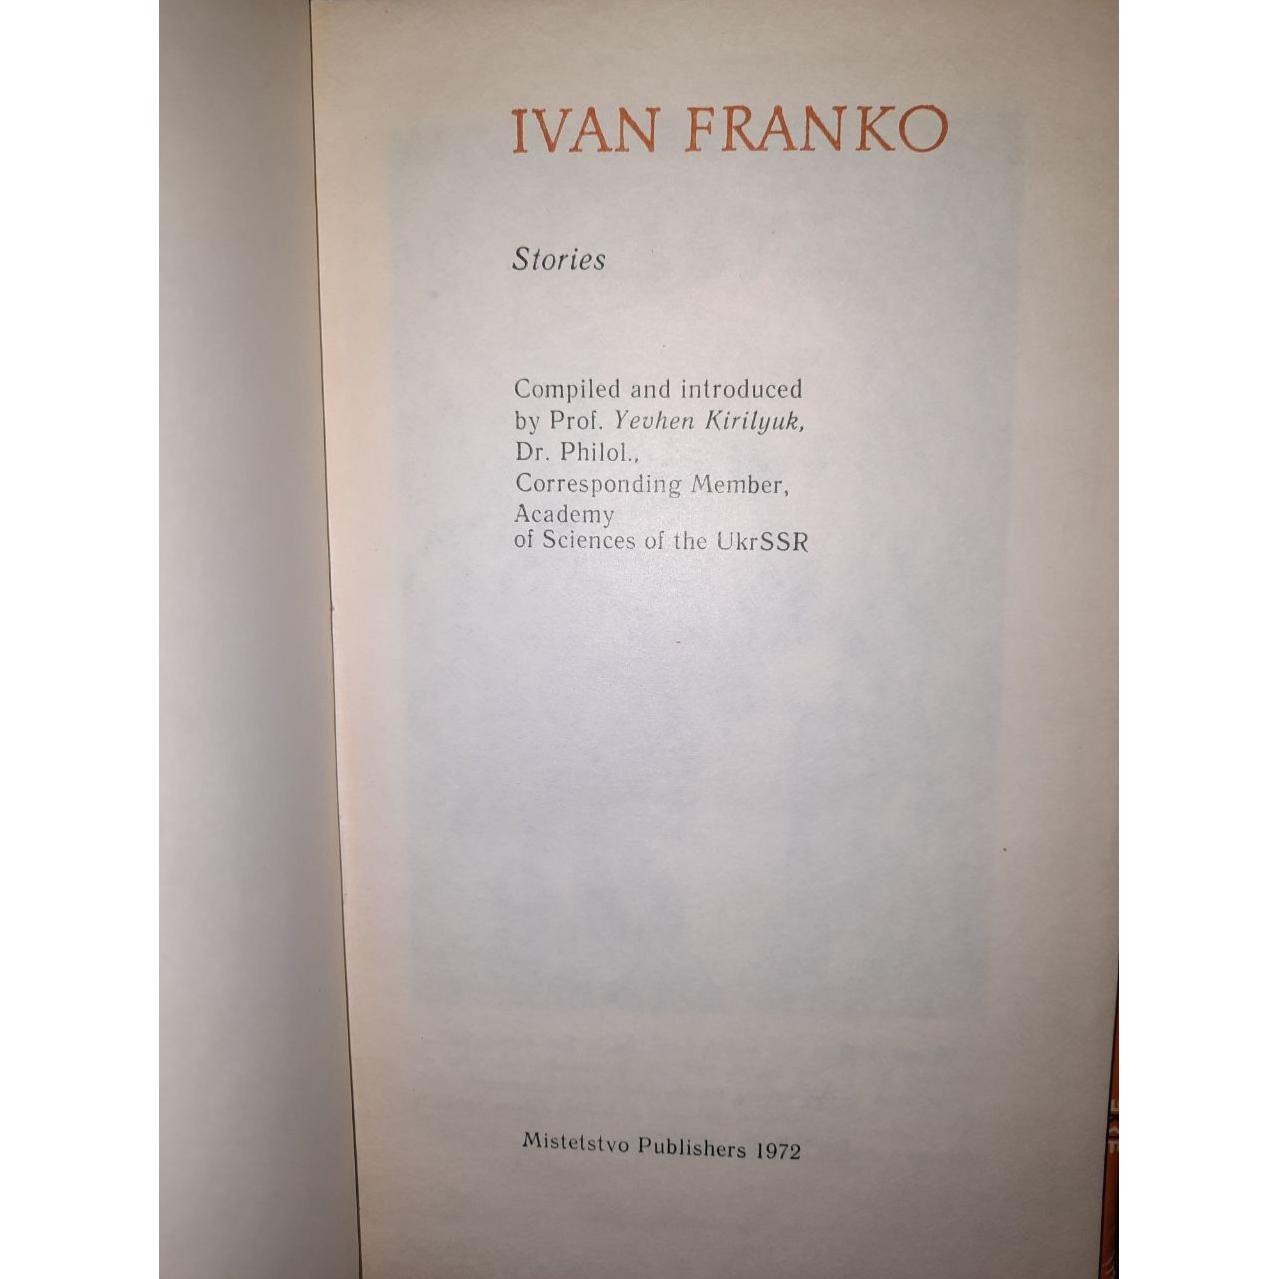 IVAN FRANKO
Stories
Compiled and introduced
by Prof. Yevhen Kirilyuk,
Dr. Philol.,
Corresponding Member,
Academy
of Sciences of the UkrSSR
Mistetstvo Publishers 1972